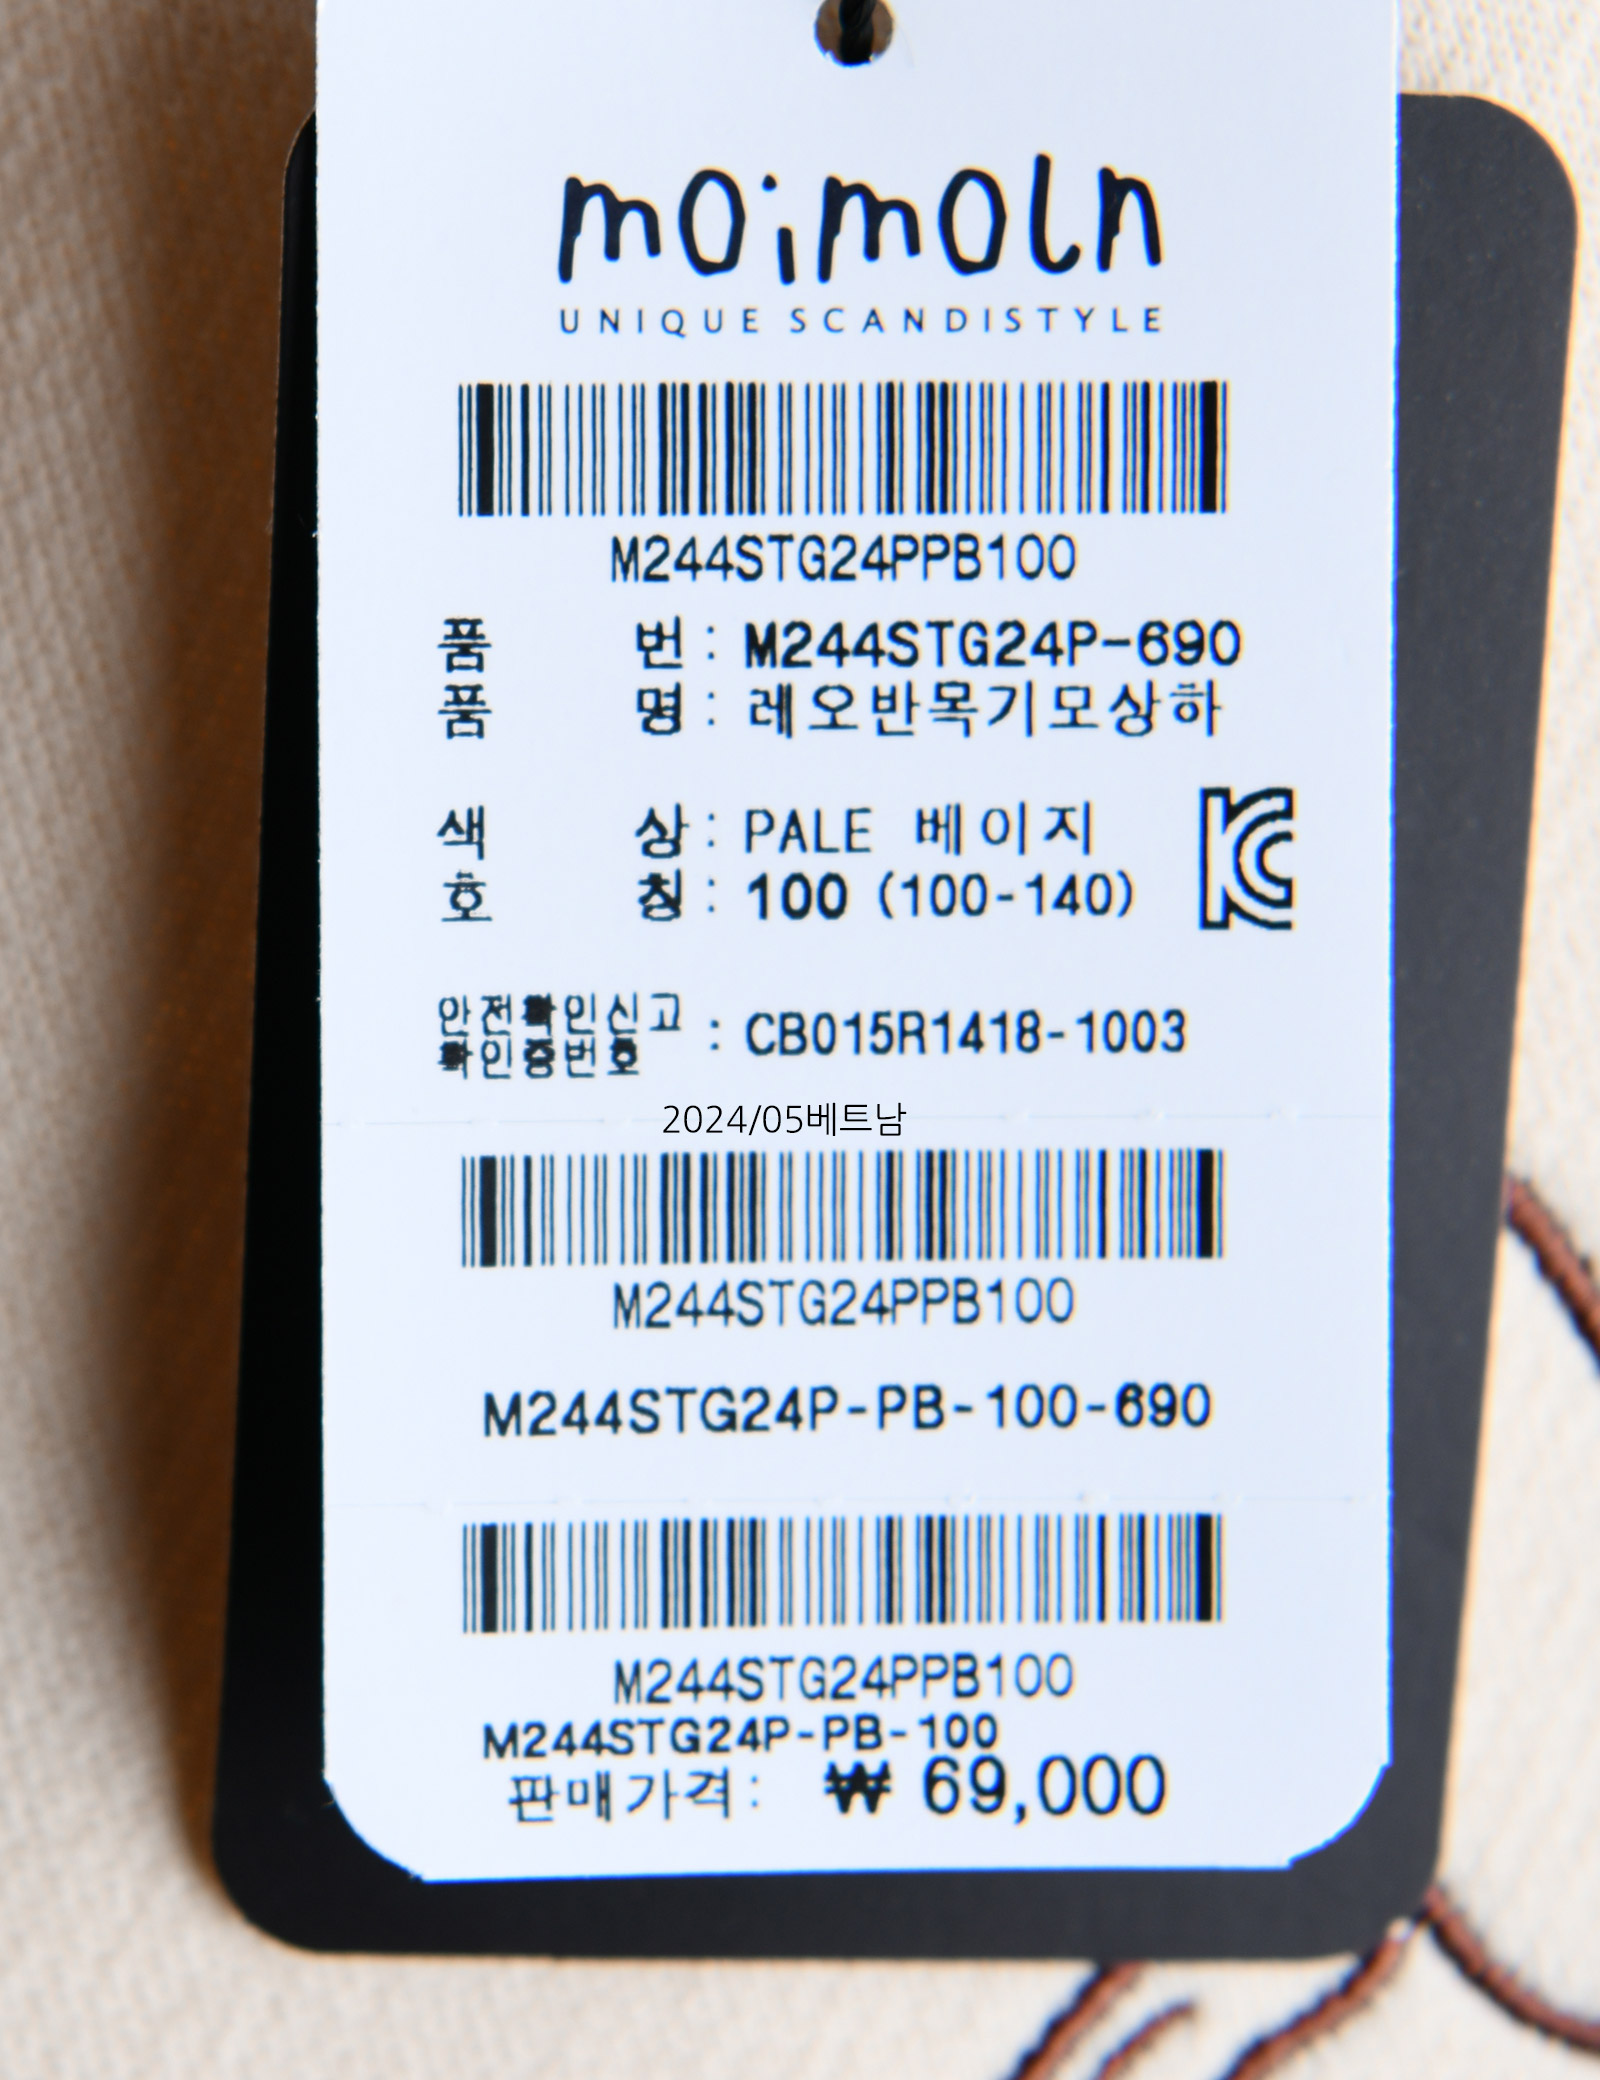 moimoln
UNIQUE SCANDISTYLE
M244STG24PPB100
품 번 : M244STG24P-690
품 명 : 레오반목기모상하
색 상 : PALE 베이지
호 칭 : 100 (100-140)
안전확인신고
확인증번호 : CB015R1418-1003
2024/05베트남
M244STG24PPB100
M244STG24P-PB-100-690
M244STG24PPB100
M244STG24P-PB-100
판매가격: ₩ 69,000